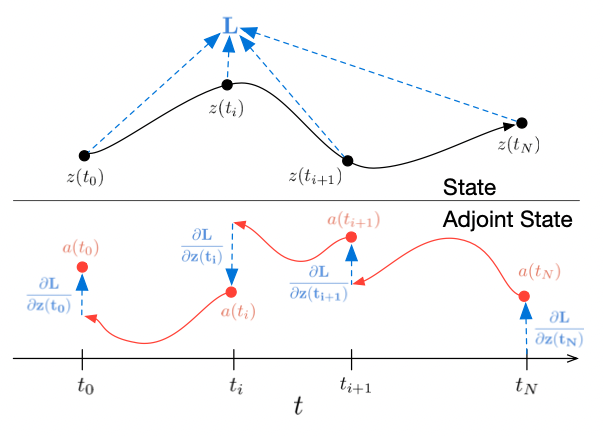 L
z(t_i)
z(t_0)
z(t_{i+1})
z(t_N)
State
Adjoint State
a(t_0)
∂L
∂z(t_0)
∂L
∂z(t_i)
a(t_i)
a(t_{i+1})
∂L
∂z(t_{i+1})
a(t_N)
∂L
∂z(t_N)
t_0 t_i t_{i+1} t_N
t